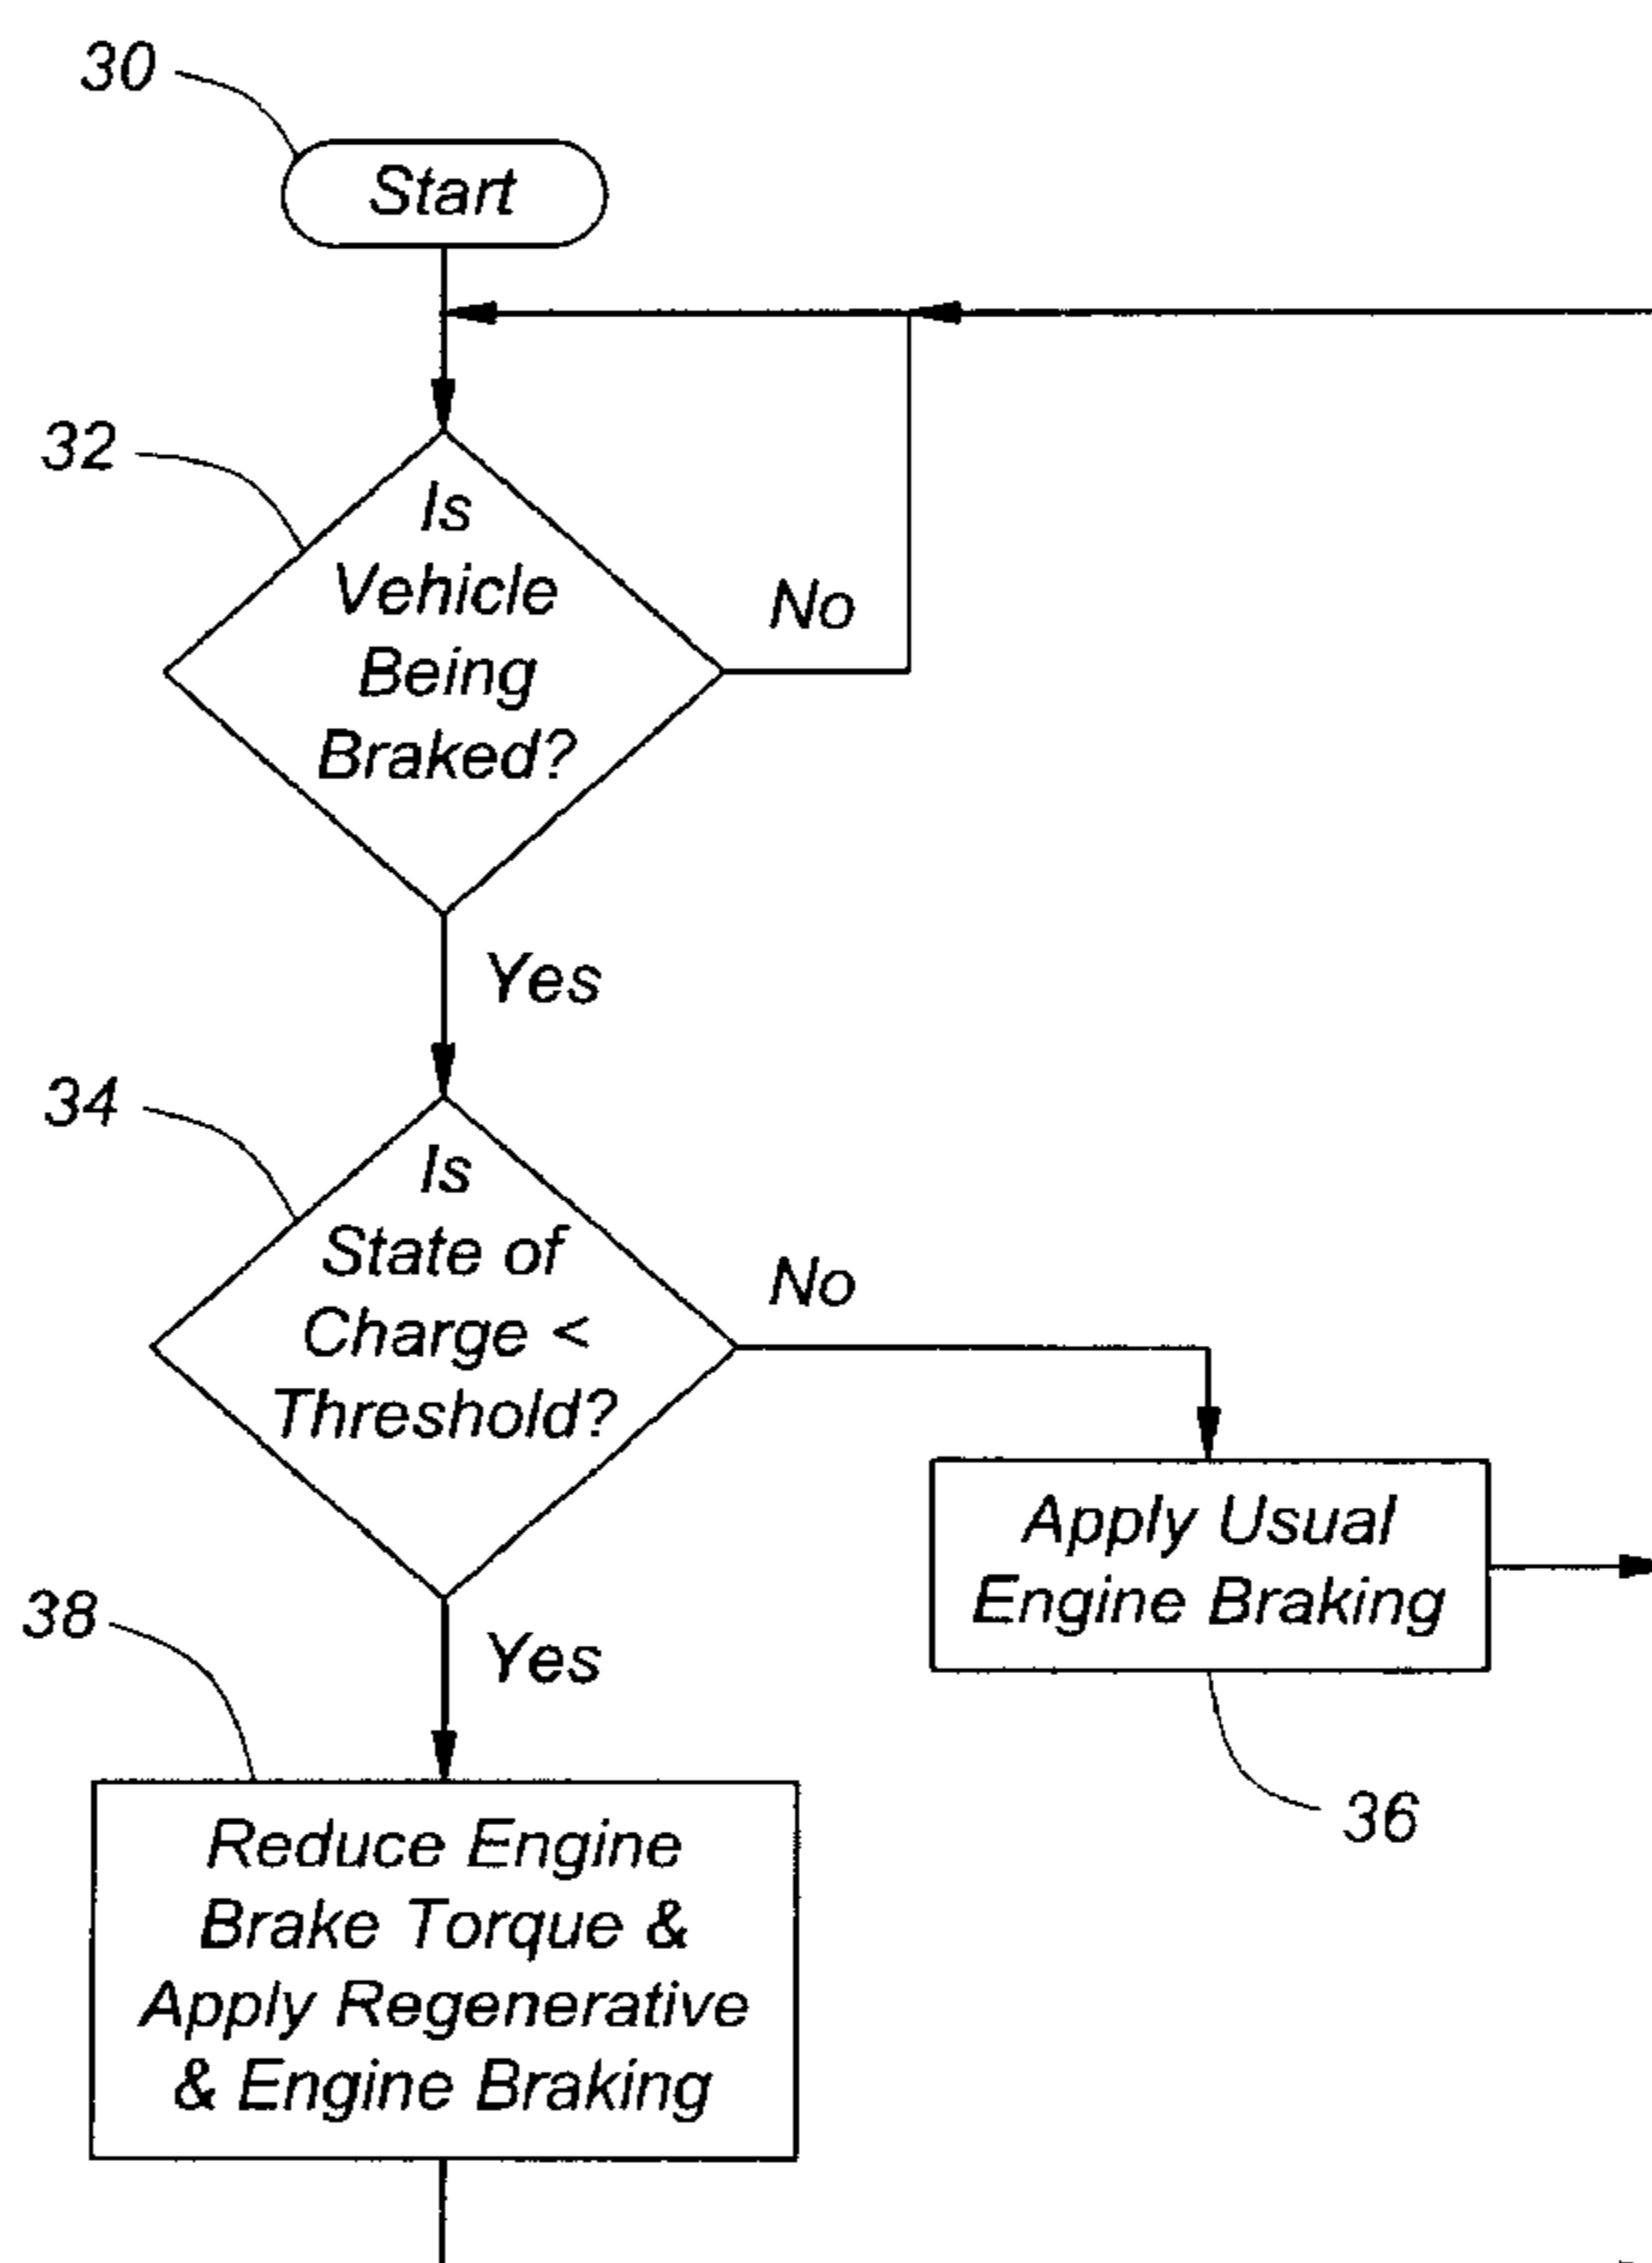 30
Start
32
Is
Vehicle
Being
Braked?
No
Yes
34
Is
State of
Charge <
Threshold?
No
Apply Usual
Engine Braking
36
38
Yes
Reduce Engine
Brake Torque &
Apply Regenerative
& Engine Braking